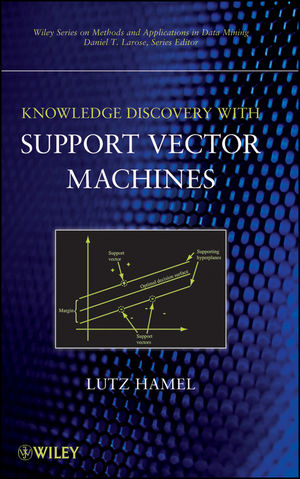 Wiley Series on Methods and Applications in Data Mining
Daniel T. Larose, Series Editor
KNOWLEDGE DISCOVERY WITH
SUPPORT VECTOR
MACHINES
Support
vector
Supporting
hyperplanes
Optimal decision surface
Margin
Support
vectors
LUTZ HAMEL
WILEY